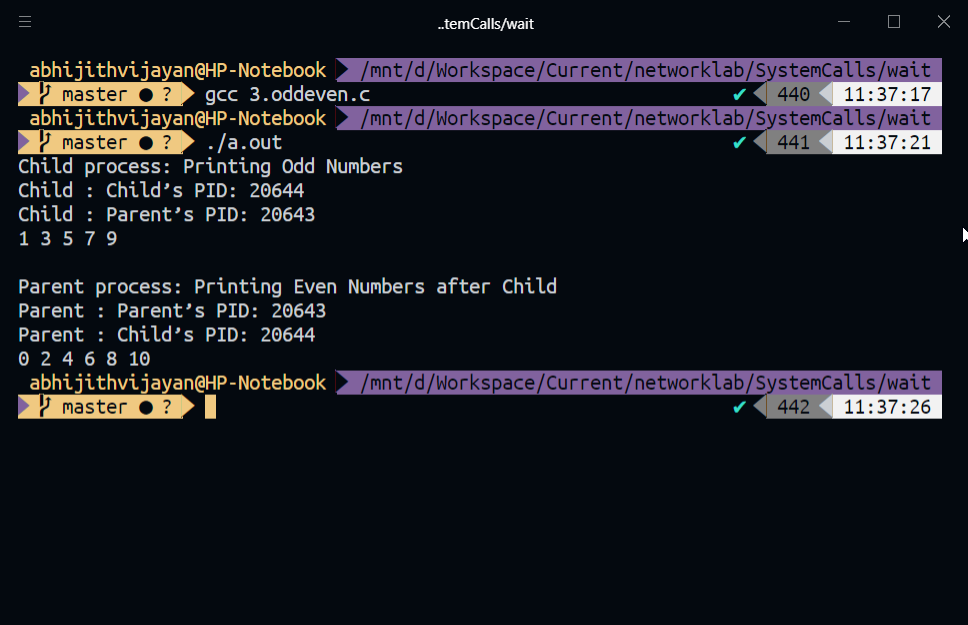 ..temCalls/wait
abhijithvijayan@HP-Notebook /mnt/d/Workspace/Current/networklab/SystemCalls/wait
master ● ? gcc 3.oddeven.c ✔ 440 11:37:17
abhijithvijayan@HP-Notebook /mnt/d/Workspace/Current/networklab/SystemCalls/wait
master ● ? ./a.out ✔ 441 11:37:21
Child process: Printing Odd Numbers
Child : Child’s PID: 20644
Child : Parent’s PID: 20643
1 3 5 7 9
Parent process: Printing Even Numbers after Child
Parent : Parent’s PID: 20643
Parent : Child’s PID: 20644
0 2 4 6 8 10
abhijithvijayan@HP-Notebook /mnt/d/Workspace/Current/networklab/SystemCalls/wait
master ● ? ✔ 442 11:37:26